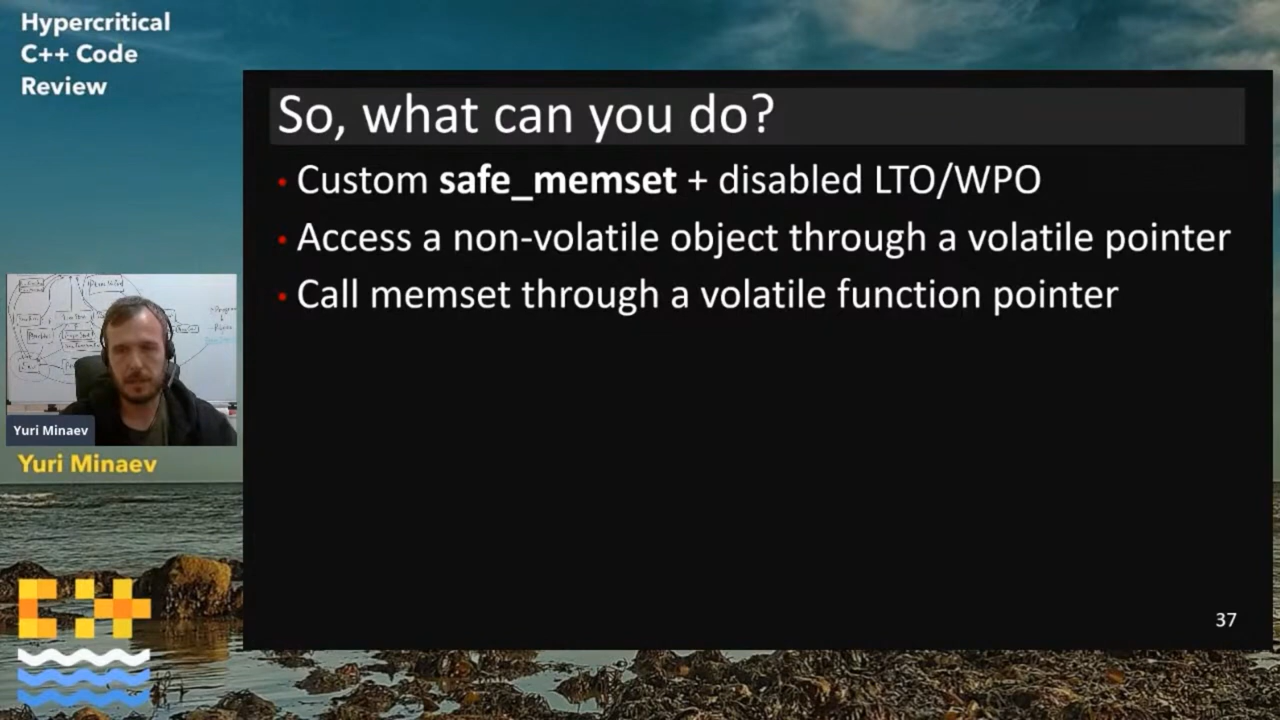 Hypercritical
C++ Code
Review
So, what can you do?
• Custom safe_memset + disabled LTO/WPO
• Access a non-volatile object through a volatile pointer
• Call memset through a volatile function pointer
Yuri Minaev
Yuri Minaev
37